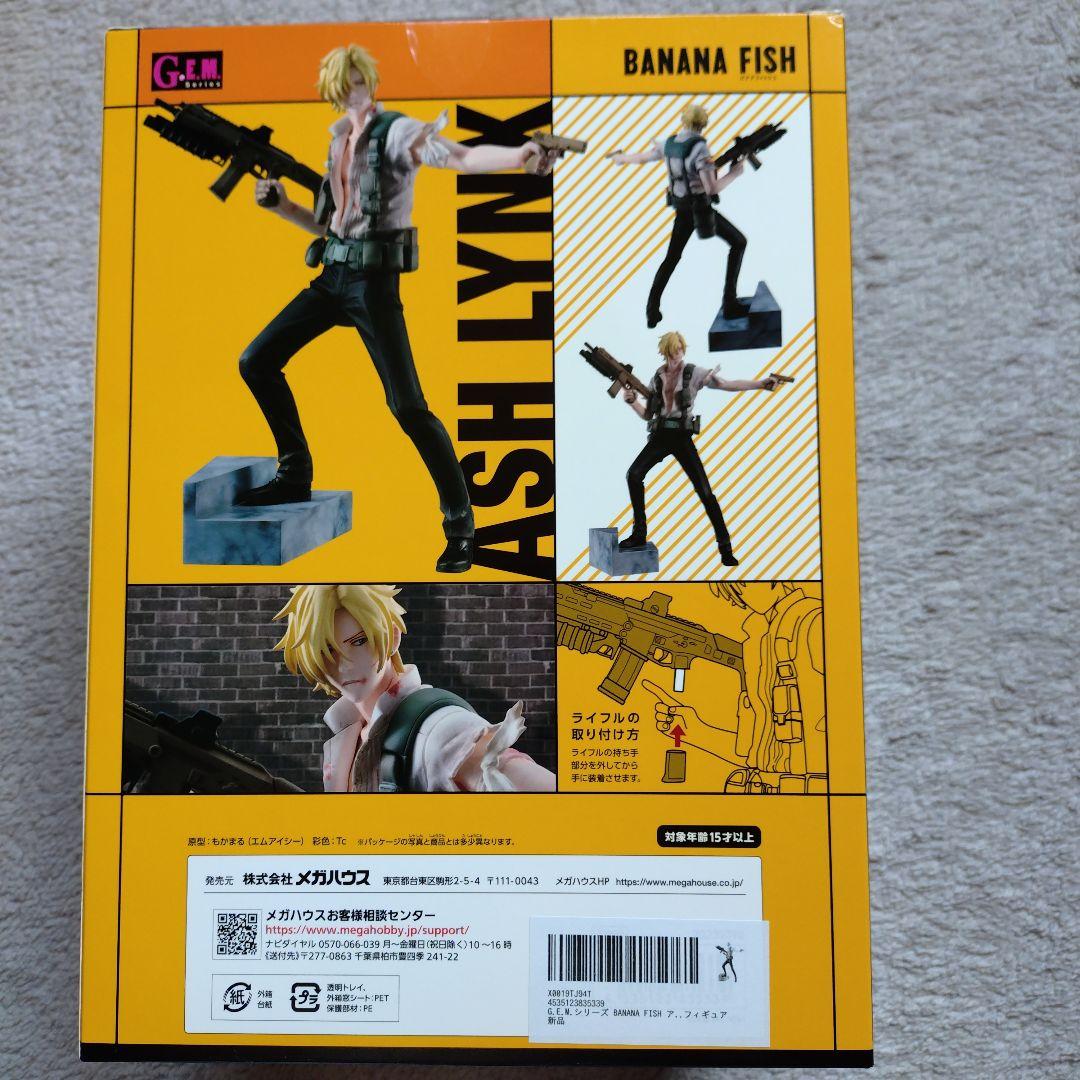 G.E.M.
Series
BANANA FISH
バナナフィッシュ
ASH LYNX
ライフルの
取り付け方
ライフルの持ち手
部分を外してから
手に装着させます。
対象年齢15才以上
原型：もかまる（エムアイシー） 彩色：Tc ※パッケージの写真と商品とは多少異なります。
発売元 株式会社メガハウス 東京都台東区駒形2-5-4 〒111-0043 メガハウスHP https://www.megahouse.co.jp/
メガハウスお客様相談センター
https://www.megahobby.jp/support/
ナビダイヤル 0570-066-039 月～金曜日(祝日除く)10～16時
《送付先》〒277-0863 千葉県柏市豊四季 241-22
紙
外箱
台紙
プラ
透明トレイ、
外箱窓シート:PET
保護部材:PE
X0019TJ94T
4535123835339
G.E.M.シリーズ BANANA FISH ア..フィギュア
新品